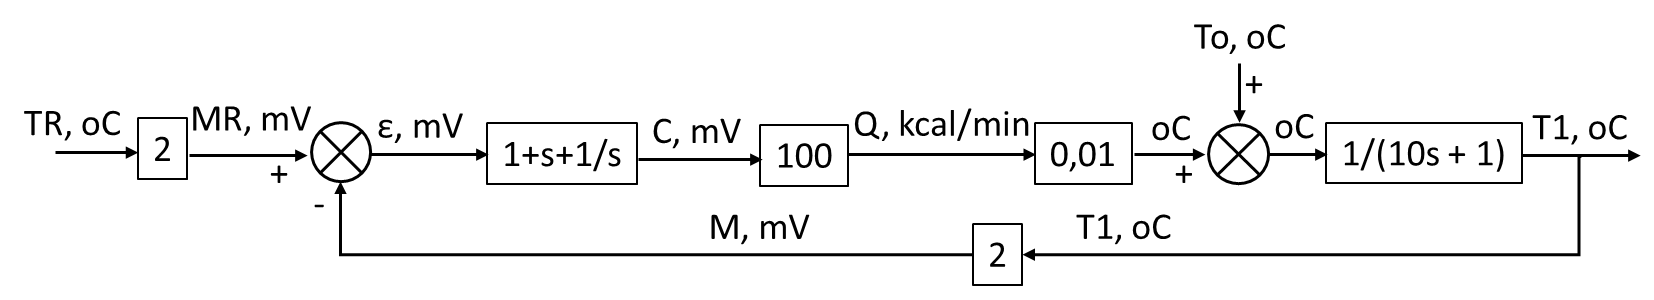 To, oC
+
TR, oC
2
MR, mV
+
-
ε, mV
1+s+1/s
C, mV
100
Q, kcal/min
0,01
oC
+
oC
1/(10s + 1)
T1, oC
M, mV
2
T1, oC